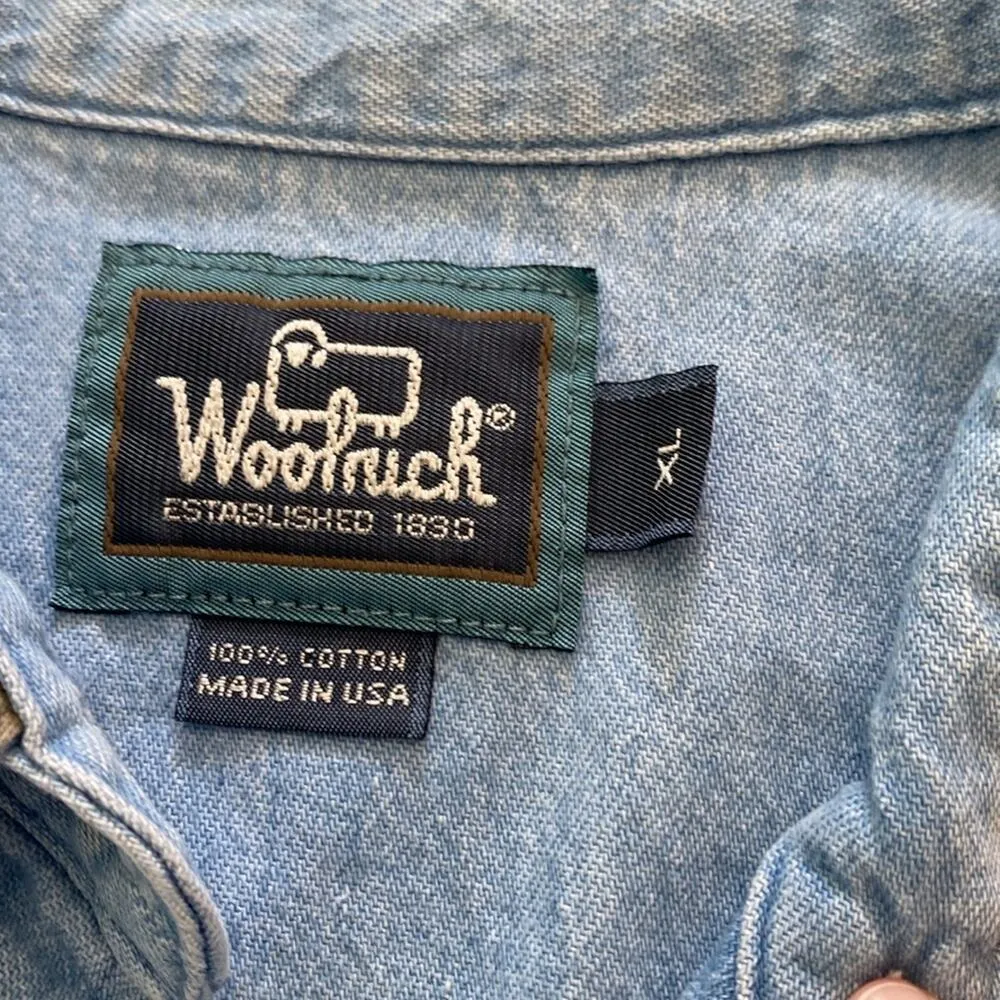 Woolrich®
ESTABLISHED 1830
XL
100% COTTON
MADE IN USA